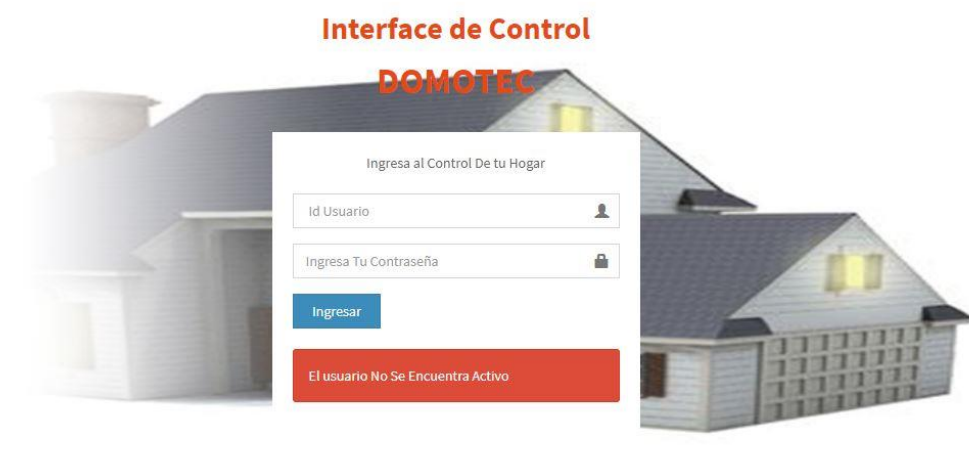 Interface de Control
DOMOTEC
Ingresa al Control De tu Hogar
Id Usuario
Ingresa Tu Contraseña
Ingresar
El usuario No Se Encuentra Activo